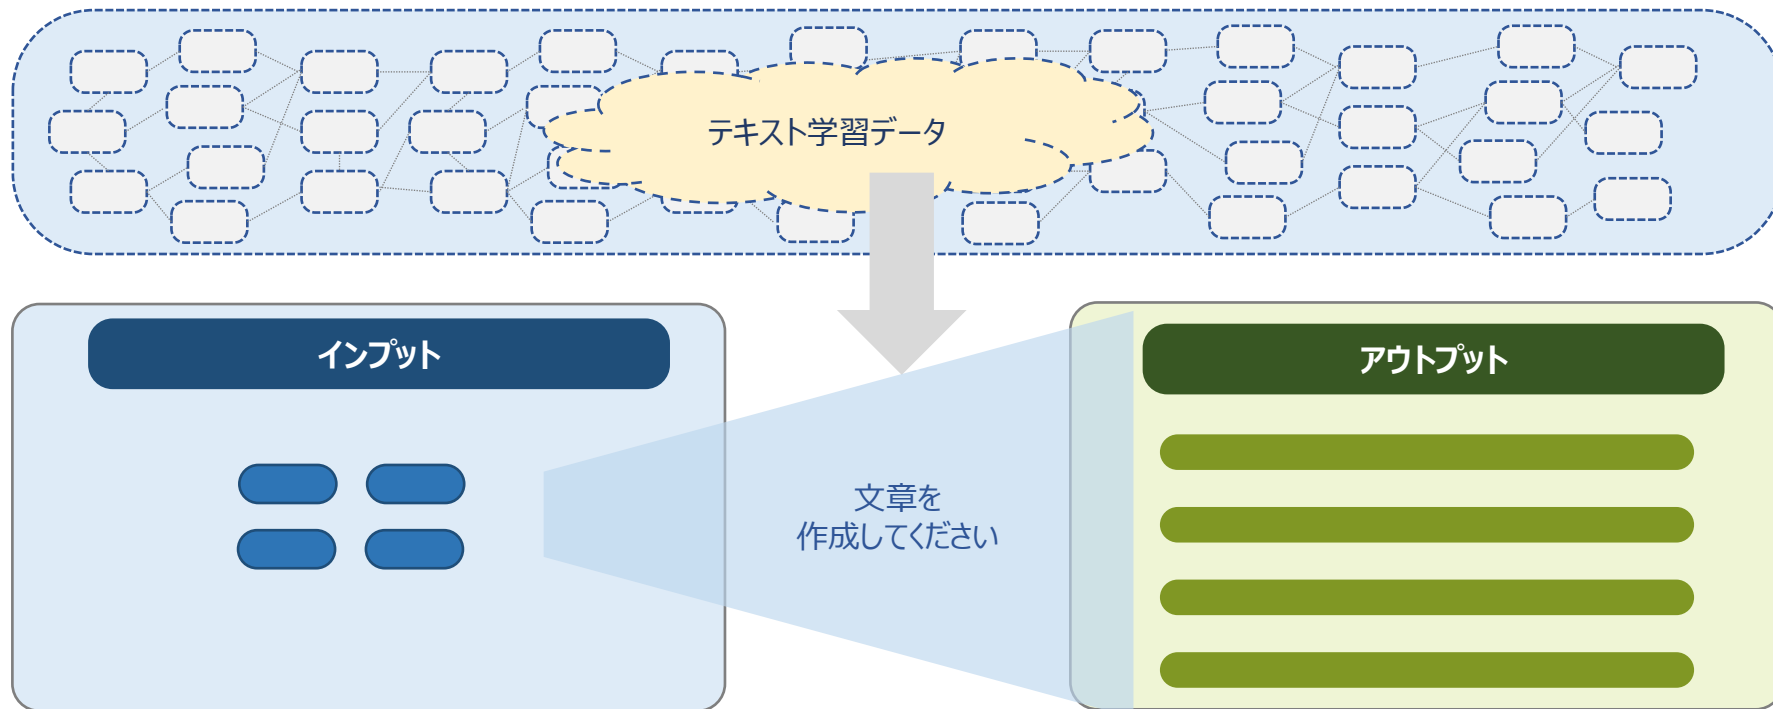 テキスト学習データ
インプット
アウトプット
文章を
作成してください